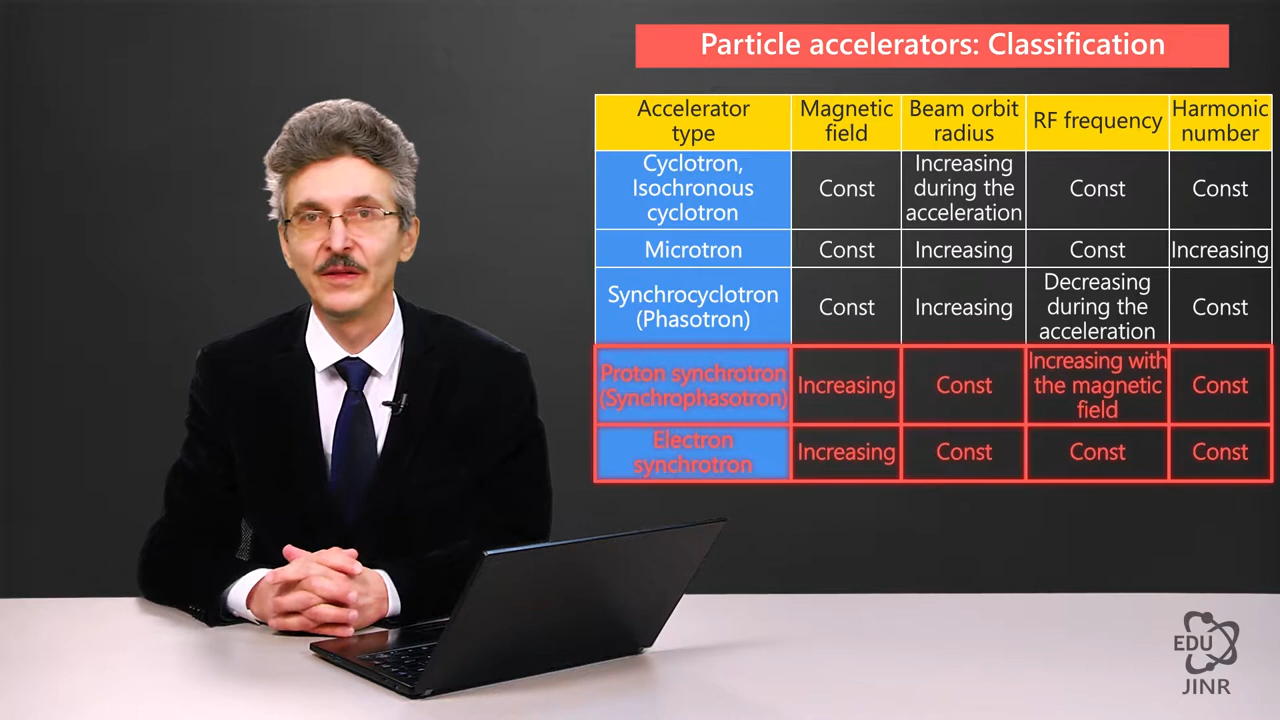 Particle accelerators: Classification
Accelerator
type
Magnetic
field
Beam orbit
radius
RF frequency
Harmonic
number
Cyclotron,
Isochronous
cyclotron
Const
Increasing
during the
acceleration
Const
Const
Microtron
Const
Increasing
Const
Increasing
Synchrocyclotron
(Phasotron)
Const
Increasing
Decreasing
during the
acceleration
Const
Proton synchrotron
(Synchrophasotron)
Increasing
Const
Increasing with
the magnetic
field
Const
Electron
synchrotron
Increasing
Const
Const
Const
EDU
JINR